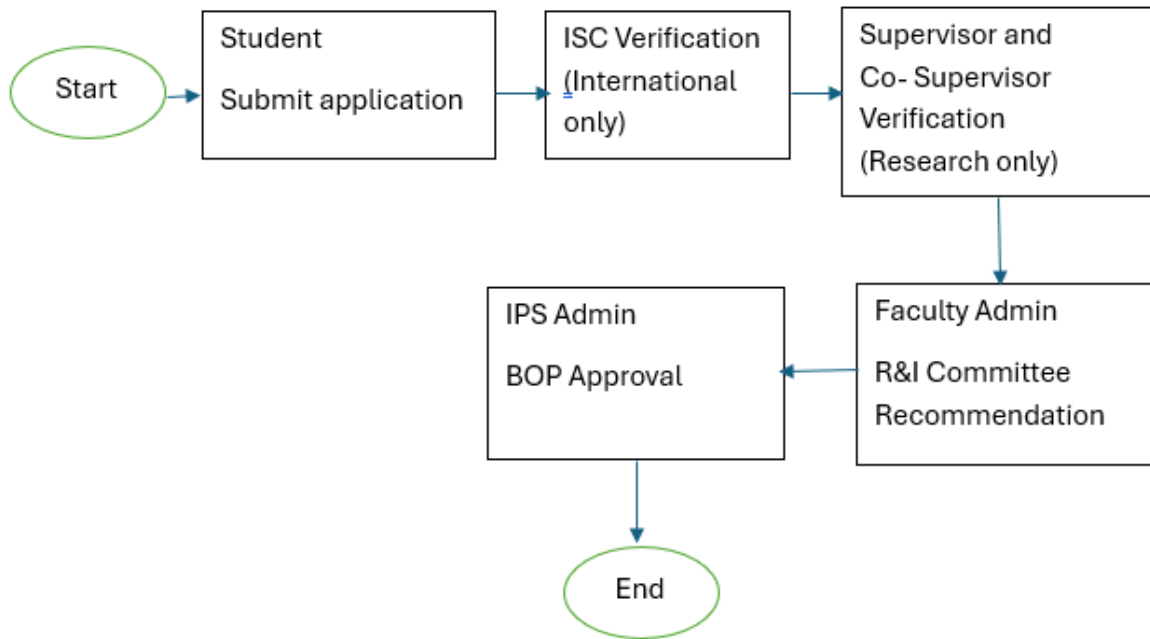 Start
Student
Submit application
ISC Verification
(International
only)
Supervisor and
Co- Supervisor
Verification
(Research only)
Faculty Admin
R&I Committee
Recommendation
IPS Admin
BOP Approval
End